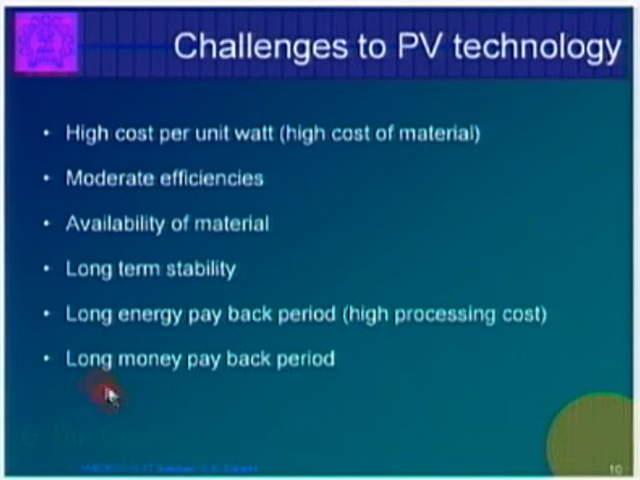 Challenges to PV technology
• High cost per unit watt (high cost of material)
• Moderate efficiencies
• Availability of material
• Long term stability
• Long energy pay back period (high processing cost)
• Long money pay back period
10